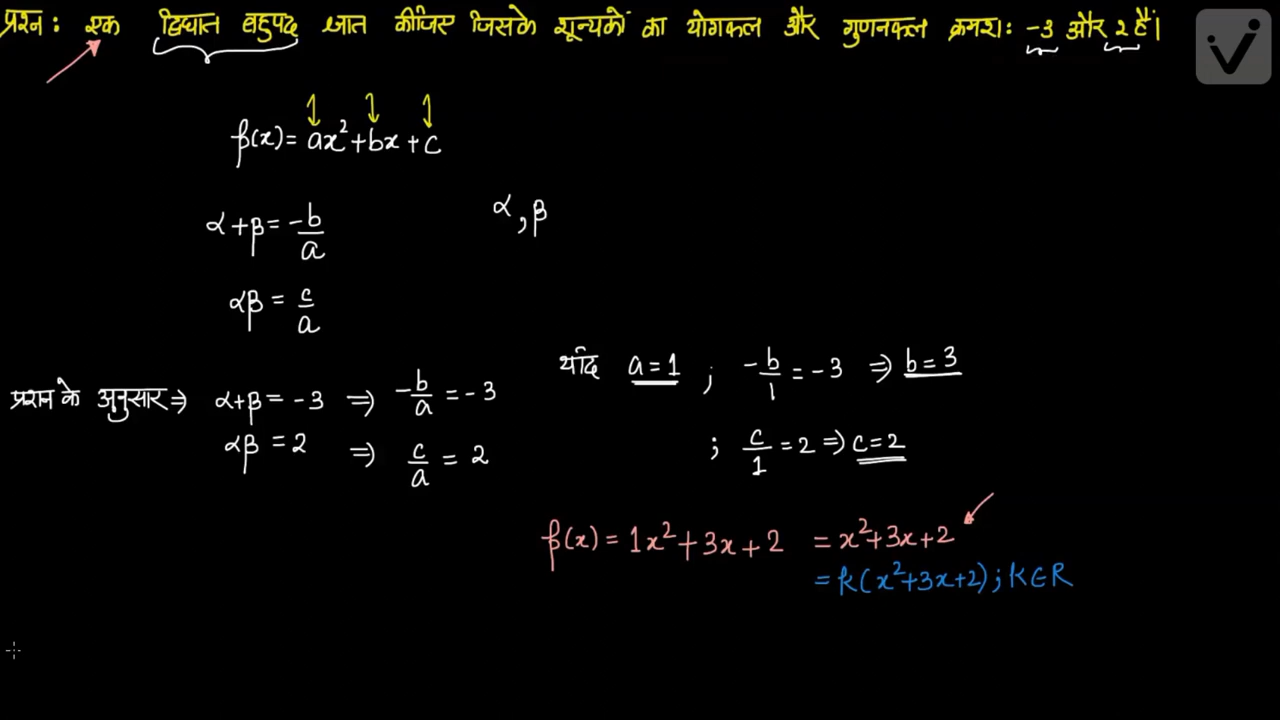 प्रश्न: एक द्विघात बहुपद ज्ञात कीजिए जिसके शून्यकों का योगफल और गुणनफल क्रमश: -3 और 2 हैं।
p(x) = ax²+bx+c
α+β = -b/a
α, β
αβ = c/a
यदि a=1 ; -b/1 = -3 ⇒ b=3
प्रश्न के अनुसार ⇒ α+β = -3 ⇒ -b/a = -3
αβ = 2 ⇒ c/a = 2
; c/1 = 2 ⇒ c=2
p(x) = 1x²+3x+2 = x²+3x+2
= k(x²+3x+2) ; K∈R